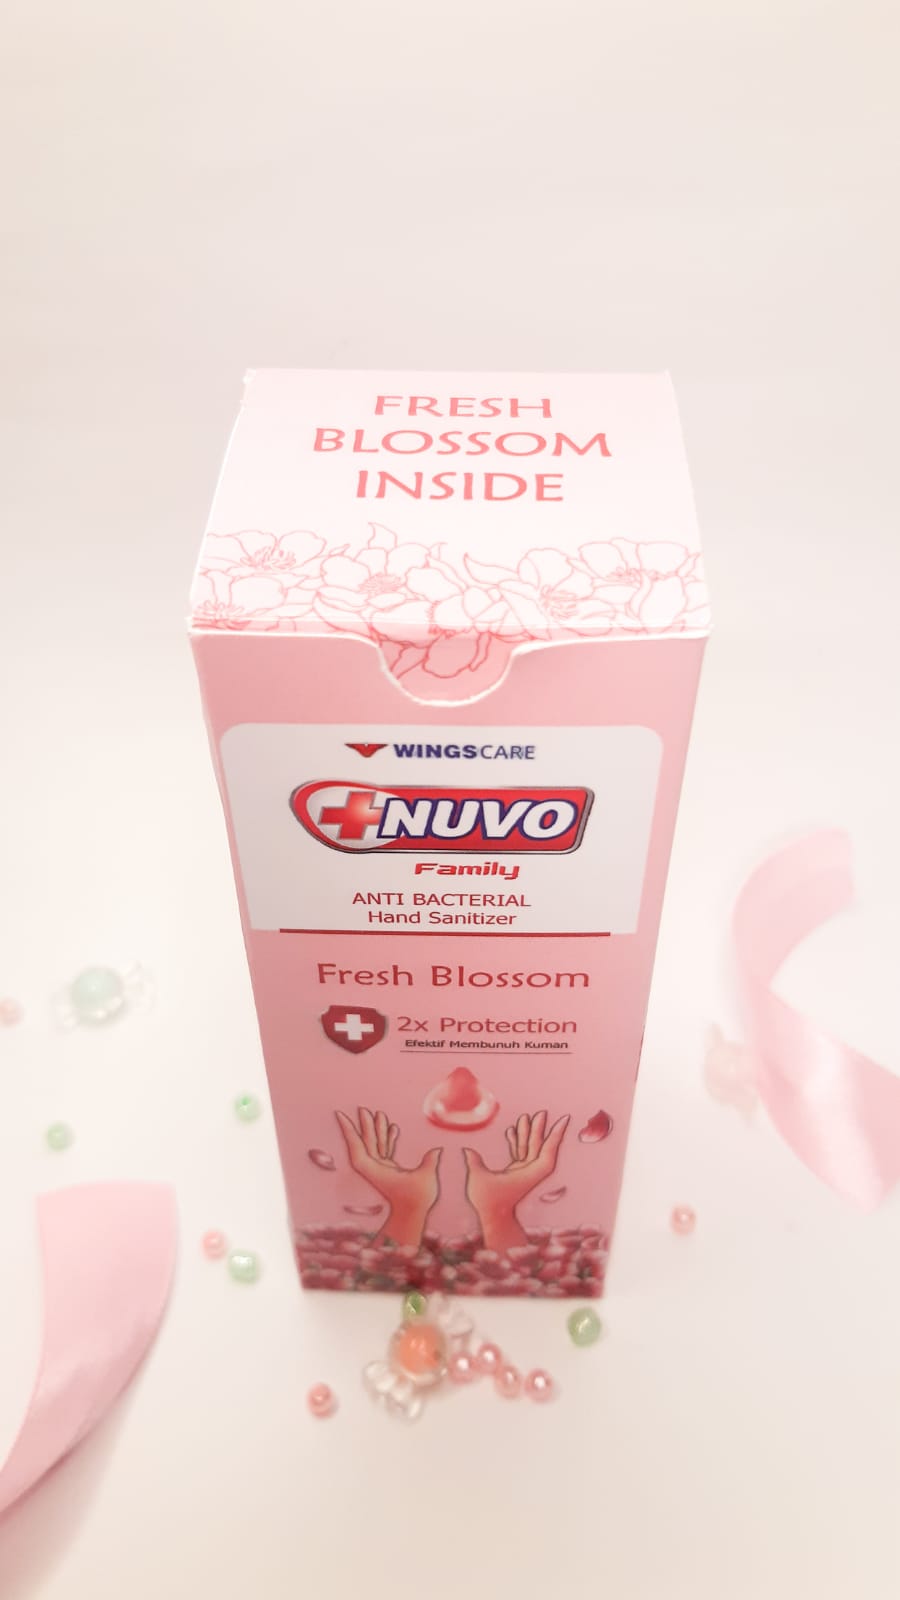 FRESH
BLOSSOM
INSIDE
WINGSCARE
NUVO
Family
ANTI BACTERIAL
Hand Sanitizer
Fresh Blossom
2x Protection
Efektif Membunuh Kuman